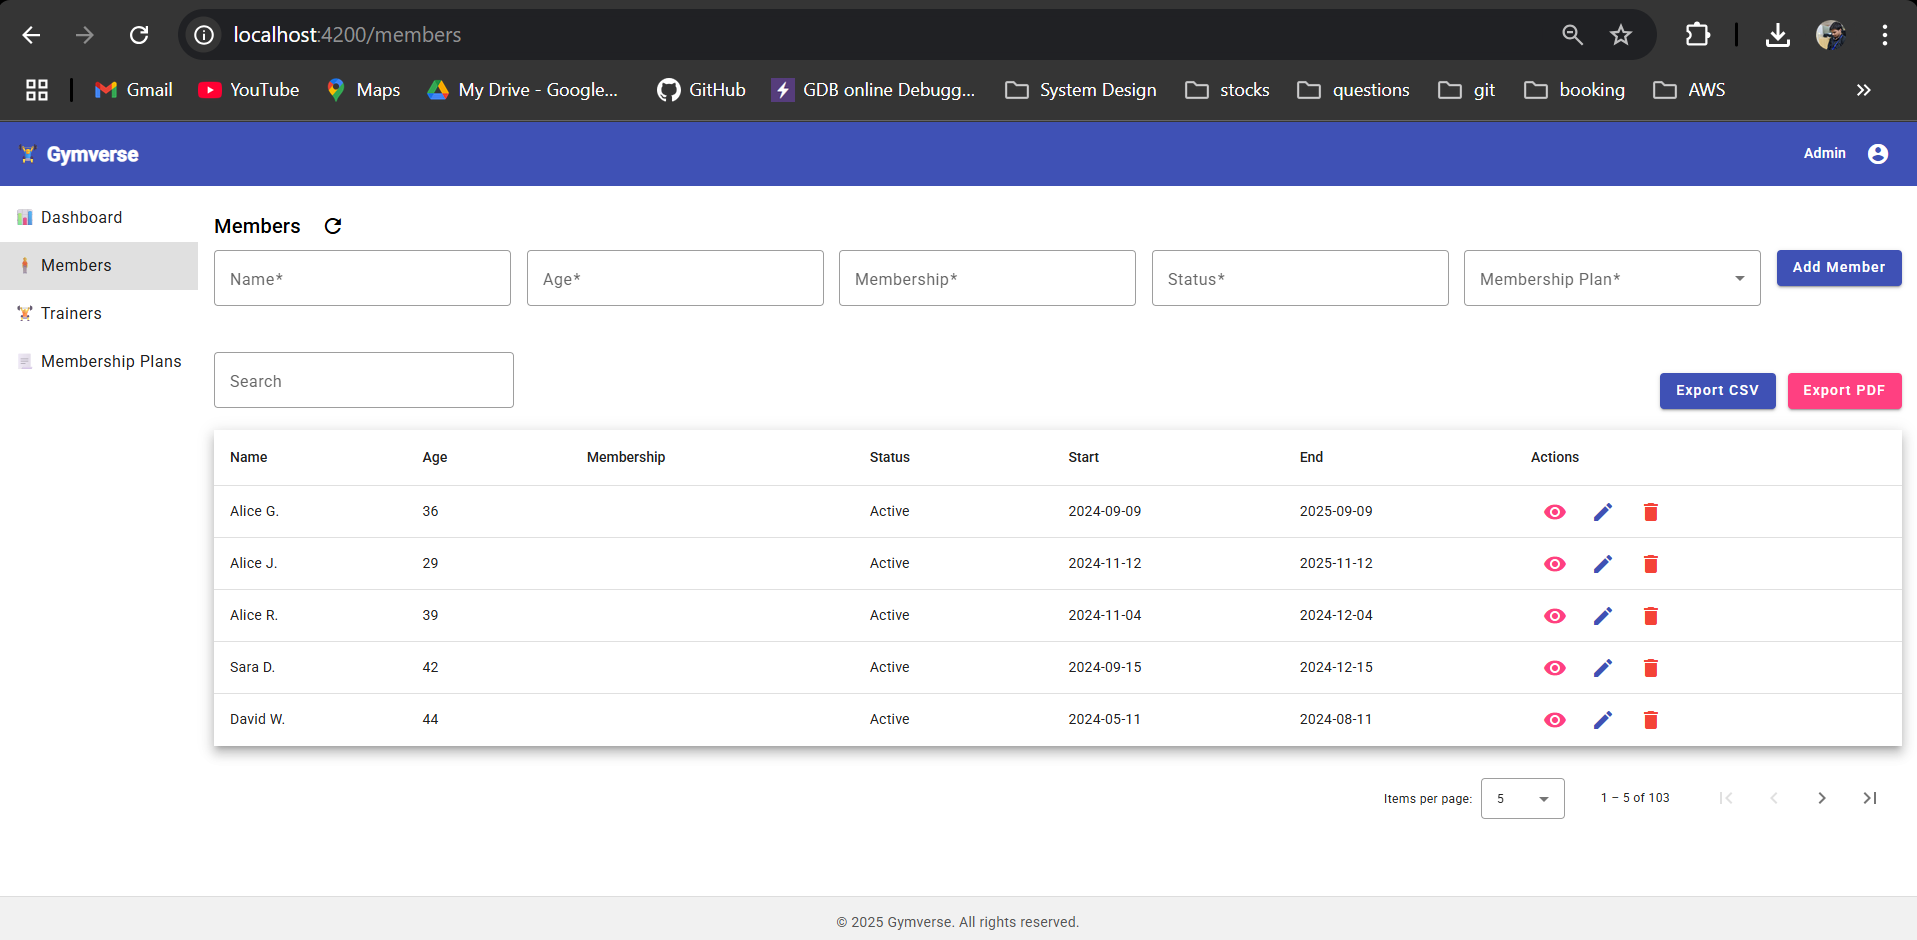 localhost:4200/members
Gmail YouTube Maps My Drive - Google... GitHub GDB online Debugg... System Design stocks questions git booking AWS
Gymverse Admin
Dashboard
Members
Trainers
Membership Plans
Members
Name* Age* Membership* Status* Membership Plan* Add Member
Search
Export CSV Export PDF
Name Age Membership Status Start End Actions
Alice G. 36 Active 2024-09-09 2025-09-09
Alice J. 29 Active 2024-11-12 2025-11-12
Alice R. 39 Active 2024-11-04 2024-12-04
Sara D. 42 Active 2024-09-15 2024-12-15
David W. 44 Active 2024-05-11 2024-08-11
Items per page: 5 1 – 5 of 103
© 2025 Gymverse. All rights reserved.